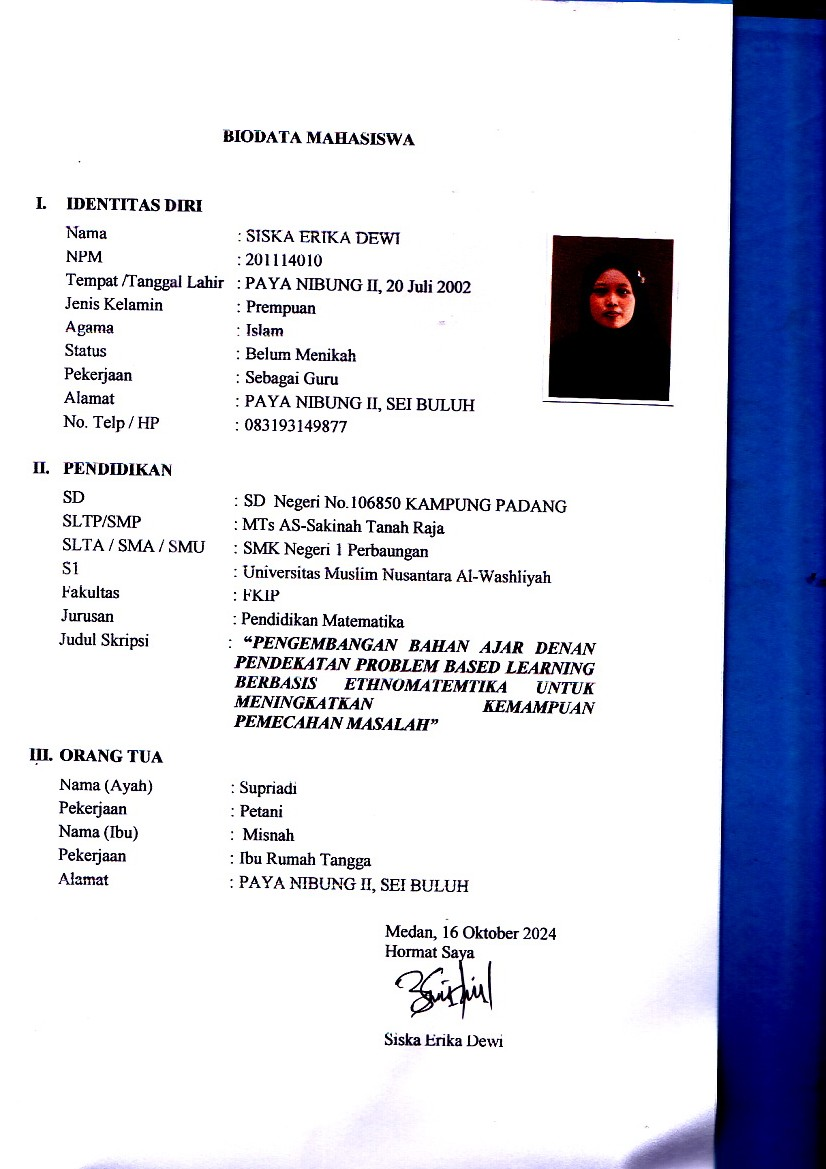 BIODATA MAHASISWA
I. IDENTITAS DIRI
Nama : SISKA ERIKA DEWI
NPM : 201114010
Tempat /Tanggal Lahir : PAYA NIBUNG II, 20 Juli 2002
Jenis Kelamin : Prempuan
Agama : Islam
Status : Belum Menikah
Pekerjaan : Sebagai Guru
Alamat : PAYA NIBUNG II, SEI BULUH
No. Telp / HP : 083193149877
II. PENDIDIKAN
SD : SD Negeri No.106850 KAMPUNG PADANG
SLTP/SMP : MTs AS-Sakinah Tanah Raja
SLTA / SMA / SMU : SMK Negeri 1 Perbaungan
S1 : Universitas Muslim Nusantara Al-Washliyah
Fakultas : FKIP
Jurusan : Pendidikan Matematika
Judul Skripsi : “PENGEMBANGAN BAHAN AJAR DENAN
PENDEKATAN PROBLEM BASED LEARNING
BERBASIS ETHNOMATEMTIKA UNTUK
MENINGKATKAN KEMAMPUAN
PEMECAHAN MASALAH”
III. ORANG TUA
Nama (Ayah) : Supriadi
Pekerjaan : Petani
Nama (Ibu) : Misnah
Pekerjaan : Ibu Rumah Tangga
Alamat : PAYA NIBUNG II, SEI BULUH
Medan, 16 Oktober 2024
Hormat Saya
Siska Erika Dewi